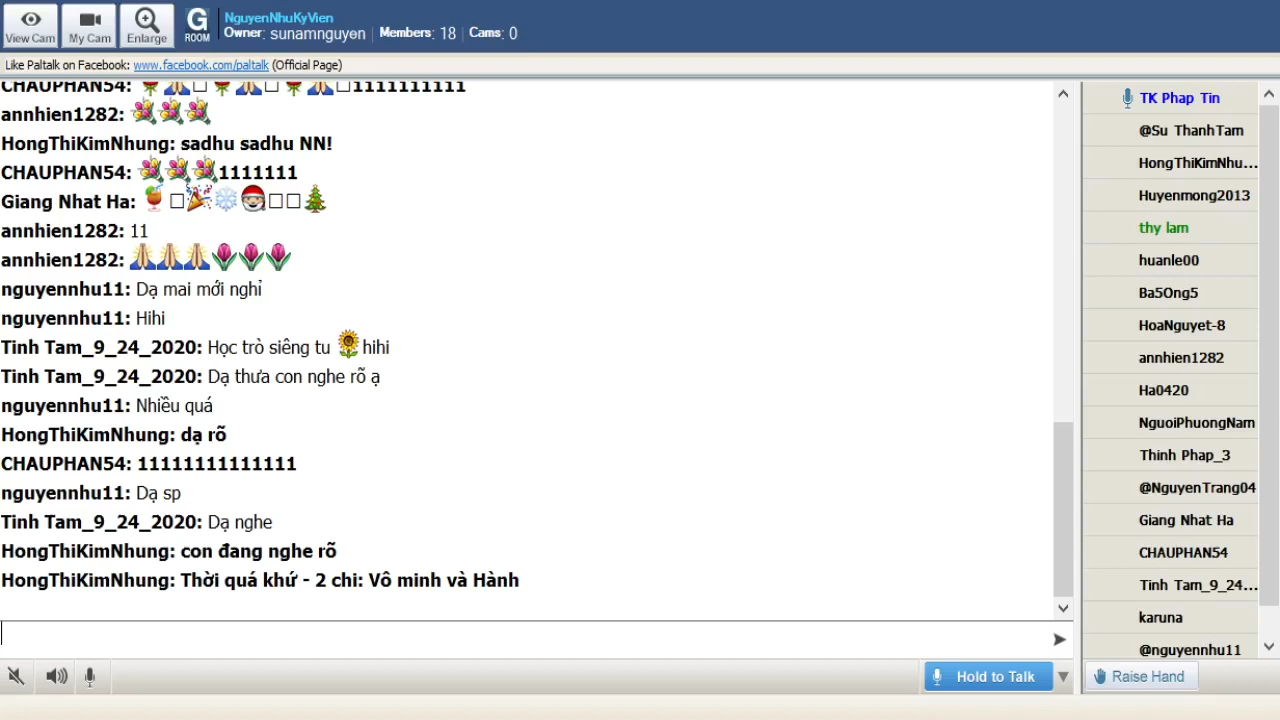 View Cam
My Cam
Enlarge
G
ROOM
NguyenNhuKyVien
Owner: sunamnguyen | Members: 18 | Cams: 0
Like Paltalk on Facebook: www.facebook.com/paltalk (Official Page)
CHAUPHAN54: 🌹🙏□🌹🙏□🌹🙏□1111111111
annhien1282: 💐💐💐
HongThiKimNhung: sadhu sadhu NN!
CHAUPHAN54: 💐💐💐1111111
Giang Nhat Ha: 🍹□🎉❄️🎅□□🎄
annhien1282: 11
annhien1282: 🙏🙏🙏🌷🌷🌷
nguyennhu11: Dạ mai mới nghỉ
nguyennhu11: Hihi
Tinh Tam_9_24_2020: Học trò siêng tu 🌻hihi
Tinh Tam_9_24_2020: Dạ thưa con nghe rõ ạ
nguyennhu11: Nhiều quá
HongThiKimNhung: dạ rõ
CHAUPHAN54: 11111111111111
nguyennhu11: Dạ sp
Tinh Tam_9_24_2020: Dạ nghe
HongThiKimNhung: con đang nghe rõ
HongThiKimNhung: Thời quá khứ - 2 chi: Vô minh và Hành
Hold to Talk
TK Phap Tin
@Su ThanhTam
HongThiKimNhu...
Huyenmong2013
thy lam
huanle00
Ba5Ong5
HoaNguyet-8
annhien1282
Ha0420
NguoiPhuongNam
Thinh Phap_3
@NguyenTrang04
Giang Nhat Ha
CHAUPHAN54
Tinh Tam_9_24...
karuna
@nguyennhu11
Raise Hand